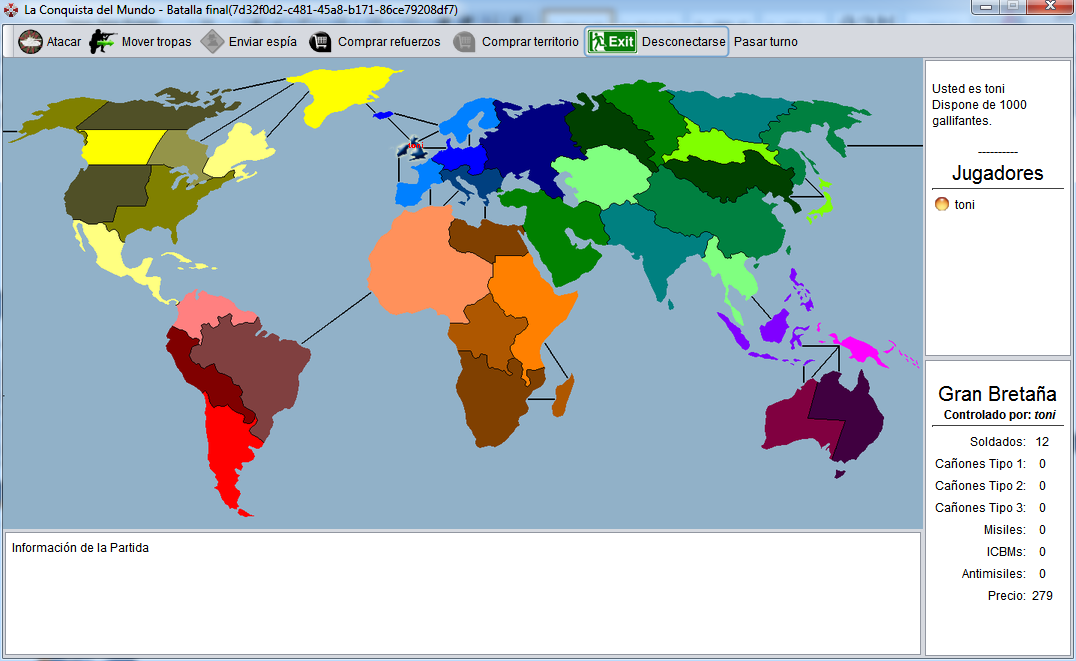 La Conquista del Mundo - Batalla final(7d32f0d2-c481-45a8-b171-86ce79208df7)
Atacar Mover tropas Enviar espía Comprar refuerzos Comprar territorio Exit Desconectarse Pasar turno
Usted es toni
Dispone de 1000
gallifantes.
----------
Jugadores
toni
Gran Bretaña
Controlado por: toni
Soldados: 12
Cañones Tipo 1: 0
Cañones Tipo 2: 0
Cañones Tipo 3: 0
Misiles: 0
ICBMs: 0
Antimisiles: 0
Precio: 279
Información de la Partida